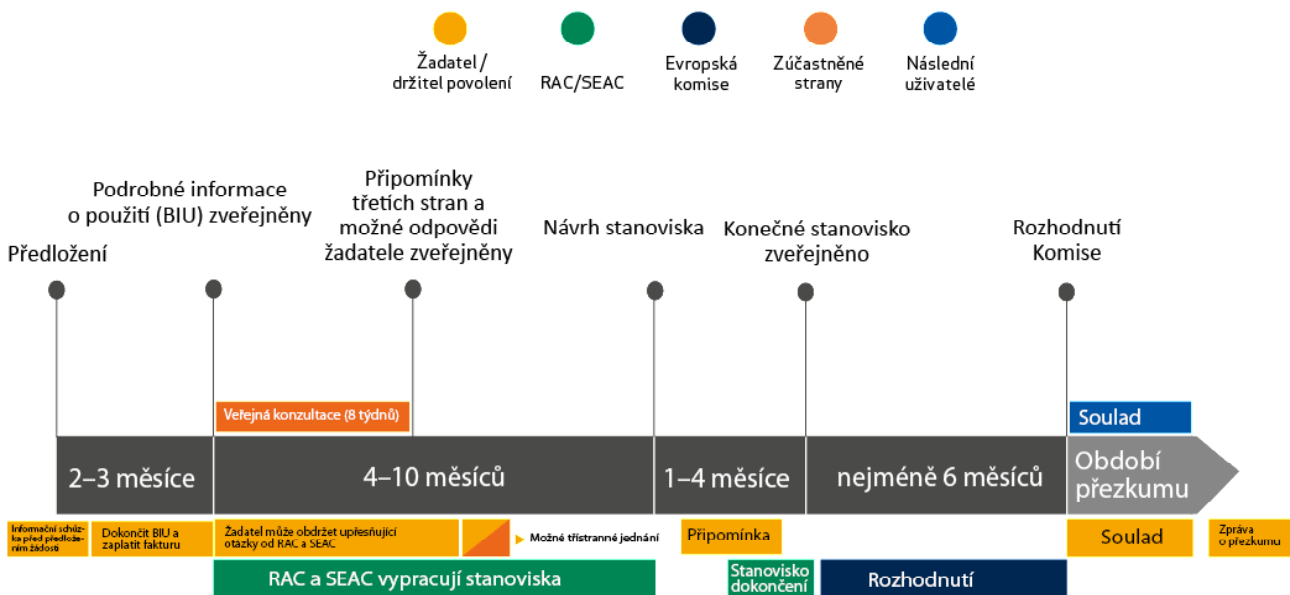 Žadatel /
držitel povolení
RAC/SEAC
Evropská
komise
Zúčastněné
strany
Následní
uživatelé
Předložení
Podrobné informace
o použití (BIU) zveřejněny
Připomínky
třetích stran a
možné odpovědi
žadatele zveřejněny
Návrh stanoviska
Konečné stanovisko
zveřejněno
Rozhodnutí
Komise
Veřejná konzultace (8 týdnů)
Soulad
2–3 měsíce
4–10 měsíců
1–4 měsíce
nejméně 6 měsíců
Období
přezkumu
Informační schůz-
ka před předlože-
ním žádosti
Dokončit BIU a
zaplatit fakturu
Žadatel může obdržet upřesňující
otázky od RAC a SEAC
Možné třístranné jednání
Připomínka
Soulad
Zpráva
o přezkumu
RAC a SEAC vypracují stanoviska
Stanovisko
dokončení
Rozhodnutí